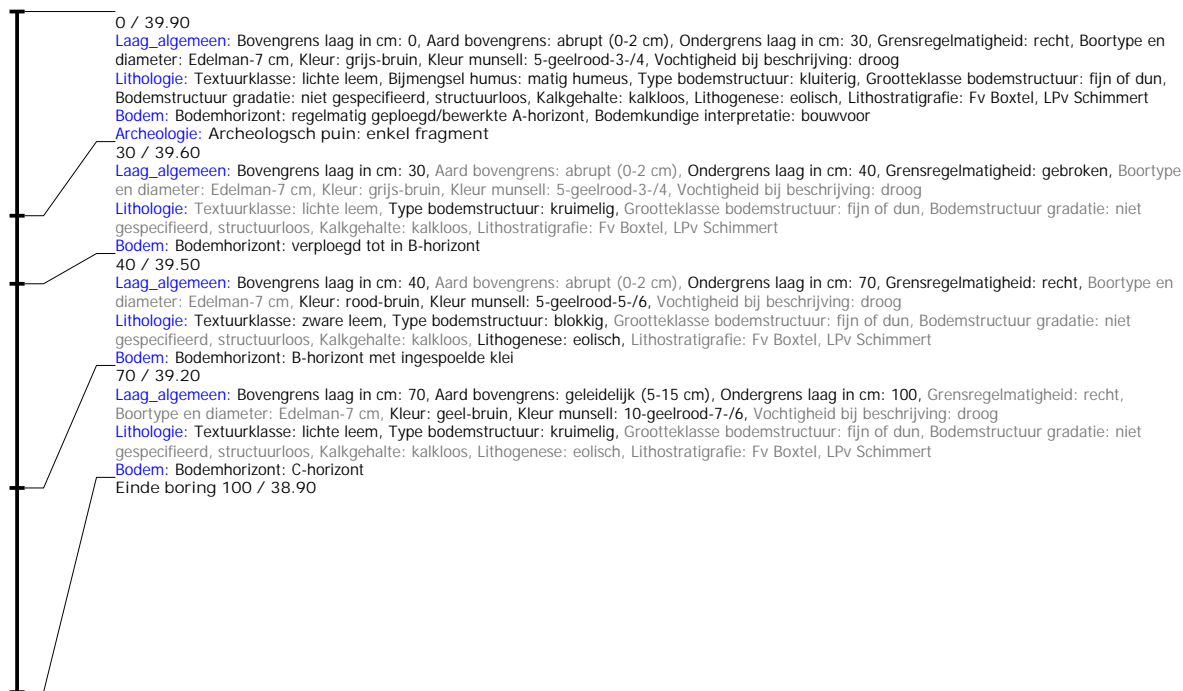 0 / 39.90
Laag_algemeen: Bovengrens laag in cm: 0, Aard bovengrens: abrupt (0-2 cm), Ondergrens laag in cm: 30, Grensregelmatigheid: recht, Boortype en
diameter: Edelman-7 cm, Kleur: grijs-bruin, Kleur munsell: 5-geelrood-3-/4, Vochtigheid bij beschrijving: droog
Lithologie: Textuurklasse: lichte leem, Bijmengsel humus: matig humeus, Type bodemstructuur: kluiterig, Grootteklasse bodemstructuur: fijn of dun,
Bodemstructuur gradatie: niet gespecifieerd, structuurloos, Kalkgehalte: kalkloos, Lithogenese: eolisch, Lithostratigrafie: Fv Boxtel, LPv Schimmert
Bodem: Bodemhorizont: regelmatig geploegd/bewerkte A-horizont, Bodemkundige interpretatie: bouwvoor
Archeologie: Archeologsch puin: enkel fragment
30 / 39.60
Laag_algemeen: Bovengrens laag in cm: 30, Aard bovengrens: abrupt (0-2 cm), Ondergrens laag in cm: 40, Grensregelmatigheid: gebroken, Boortype
en diameter: Edelman-7 cm, Kleur: grijs-bruin, Kleur munsell: 5-geelrood-3-/4, Vochtigheid bij beschrijving: droog
Lithologie: Textuurklasse: lichte leem, Type bodemstructuur: kruimelig, Grootteklasse bodemstructuur: fijn of dun, Bodemstructuur gradatie: niet
gespecifieerd, structuurloos, Kalkgehalte: kalkloos, Lithostratigrafie: Fv Boxtel, LPv Schimmert
Bodem: Bodemhorizont: verploegd tot in B-horizont
40 / 39.50
Laag_algemeen: Bovengrens laag in cm: 40, Aard bovengrens: abrupt (0-2 cm), Ondergrens laag in cm: 70, Grensregelmatigheid: recht, Boortype en
diameter: Edelman-7 cm, Kleur: rood-bruin, Kleur munsell: 5-geelrood-5-/6, Vochtigheid bij beschrijving: droog
Lithologie: Textuurklasse: zware leem, Type bodemstructuur: blokkig, Grootteklasse bodemstructuur: fijn of dun, Bodemstructuur gradatie: niet
gespecifieerd, structuurloos, Kalkgehalte: kalkloos, Lithogenese: eolisch, Lithostratigrafie: Fv Boxtel, LPv Schimmert
Bodem: Bodemhorizont: B-horizont met ingespoelde klei
70 / 39.20
Laag_algemeen: Bovengrens laag in cm: 70, Aard bovengrens: geleidelijk (5-15 cm), Ondergrens laag in cm: 100, Grensregelmatigheid: recht,
Boortype en diameter: Edelman-7 cm, Kleur: geel-bruin, Kleur munsell: 10-geelrood-7-/6, Vochtigheid bij beschrijving: droog
Lithologie: Textuurklasse: lichte leem, Type bodemstructuur: kruimelig, Grootteklasse bodemstructuur: fijn of dun, Bodemstructuur gradatie: niet
gespecifieerd, structuurloos, Kalkgehalte: kalkloos, Lithogenese: eolisch, Lithostratigrafie: Fv Boxtel, LPv Schimmert
Bodem: Bodemhorizont: C-horizont
Einde boring 100 / 38.90